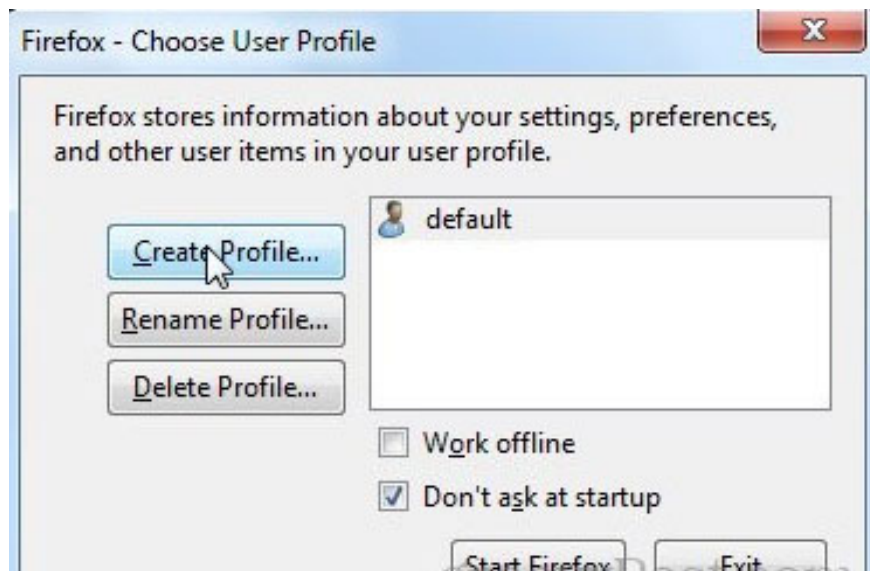 Firefox - Choose User Profile
Firefox stores information about your settings, preferences,
and other user items in your user profile.
default
Create Profile...
Rename Profile...
Delete Profile...
Work offline
Don't ask at startup
Start Firefox
Exit